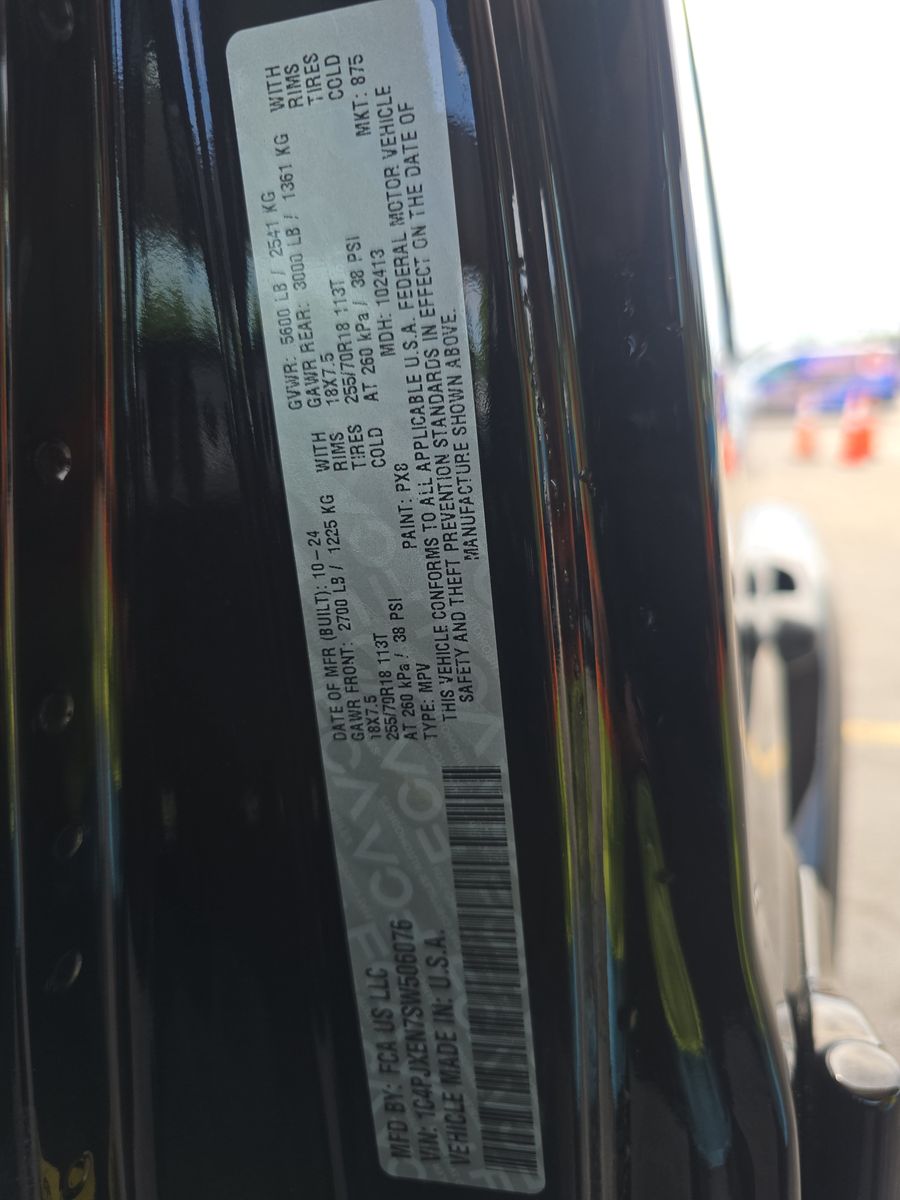 MFD BY: FCA US LLC
DATE OF MFR (BUILT): 10-24
GVWR: 5600 LB / 2541 KG
GAWR FRONT: 2700 LB / 1225 KG WITH
GAWR REAR: 3000 LB / 1361 KG WITH
18X7.5 RIMS
18X7.5 RIMS
255/70R18 113T TIRES
255/70R18 113T TIRES
AT 260 kPa / 38 PSI COLD
AT 260 kPa / 38 PSI COLD
VIN: 1C4PJXEN7SW506076
TYPE: MPV PAINT: PX8 MDH: 102413 MKT: 875
VEHICLE MADE IN: U.S.A.
THIS VEHICLE CONFORMS TO ALL APPLICABLE U.S.A. FEDERAL MOTOR VEHICLE
SAFETY AND THEFT PREVENTION STANDARDS IN EFFECT ON THE DATE OF
MANUFACTURE SHOWN ABOVE.